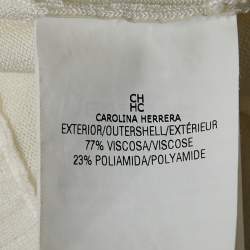 CH
HC
CAROLINA HERRERA
EXTERIOR/OUTERSHELL/EXTÉRIEUR
77% VISCOSA/VISCOSE
23% POLIAMIDA/POLYAMIDE